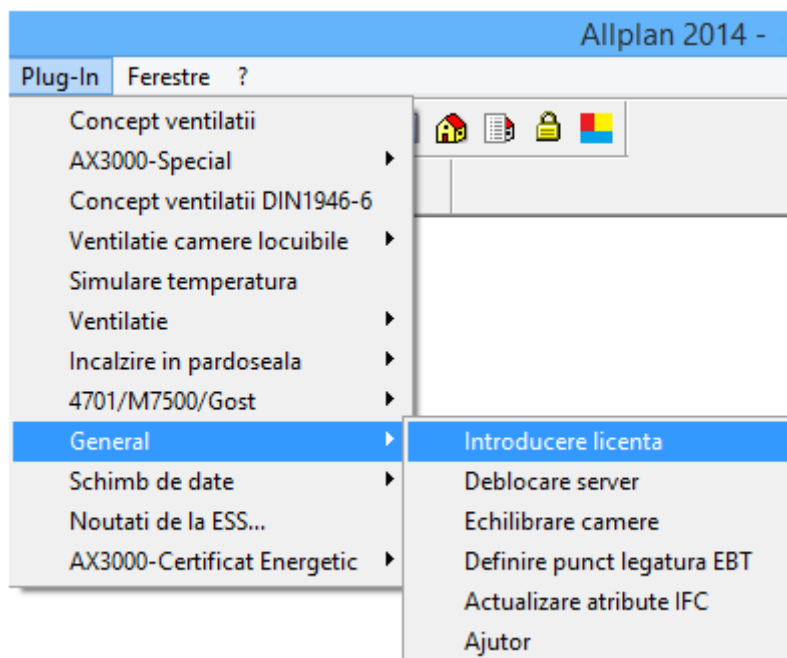 Allplan 2014 -
Plug-In Ferestre ?
Concept ventilatii
AX3000-Special
Concept ventilatii DIN1946-6
Ventilatie camere locuibile
Simulare temperatura
Ventilatie
Incalzire in pardoseala
4701/M7500/Gost
General
Schimb de date
Noutati de la ESS...
AX3000-Certificat Energetic
Introducere licenta
Deblocare server
Echilibrare camere
Definire punct legatura EBT
Actualizare atribute IFC
Ajutor